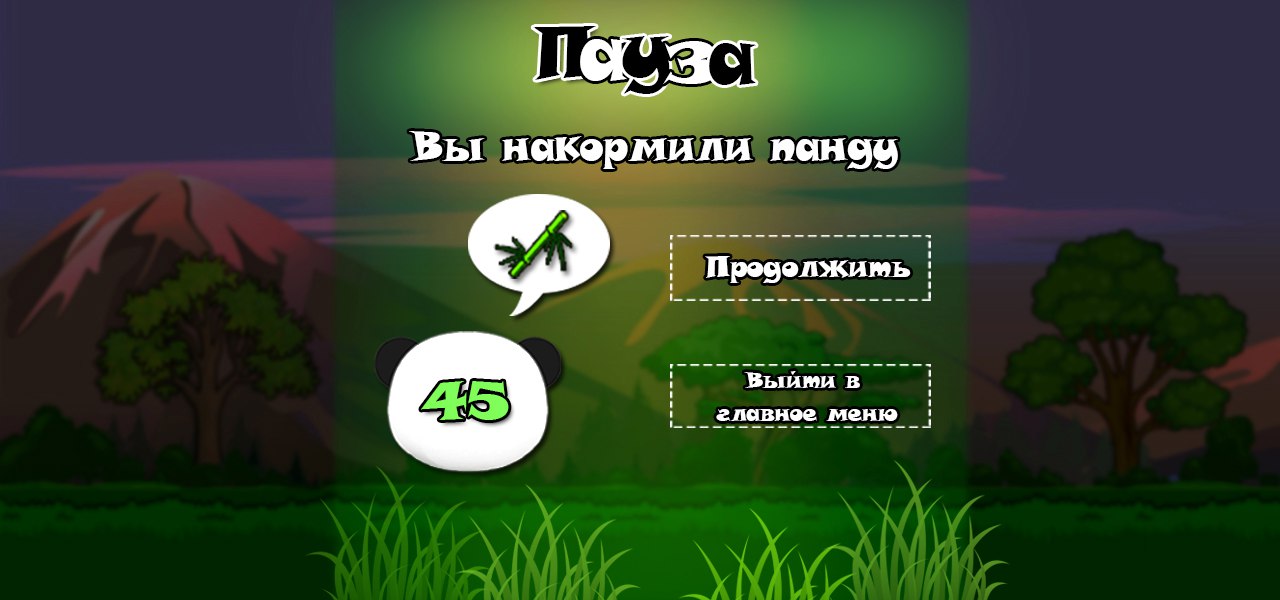 Пауза
Вы накормили панду
Продолжить
45
Выйти в
главное меню